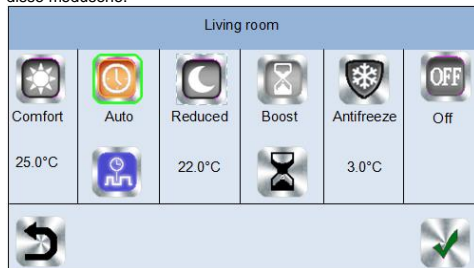 Living room
OFF
Comfort Auto Reduced Boost Antifreeze Off
25.0°C 22.0°C 3.0°C